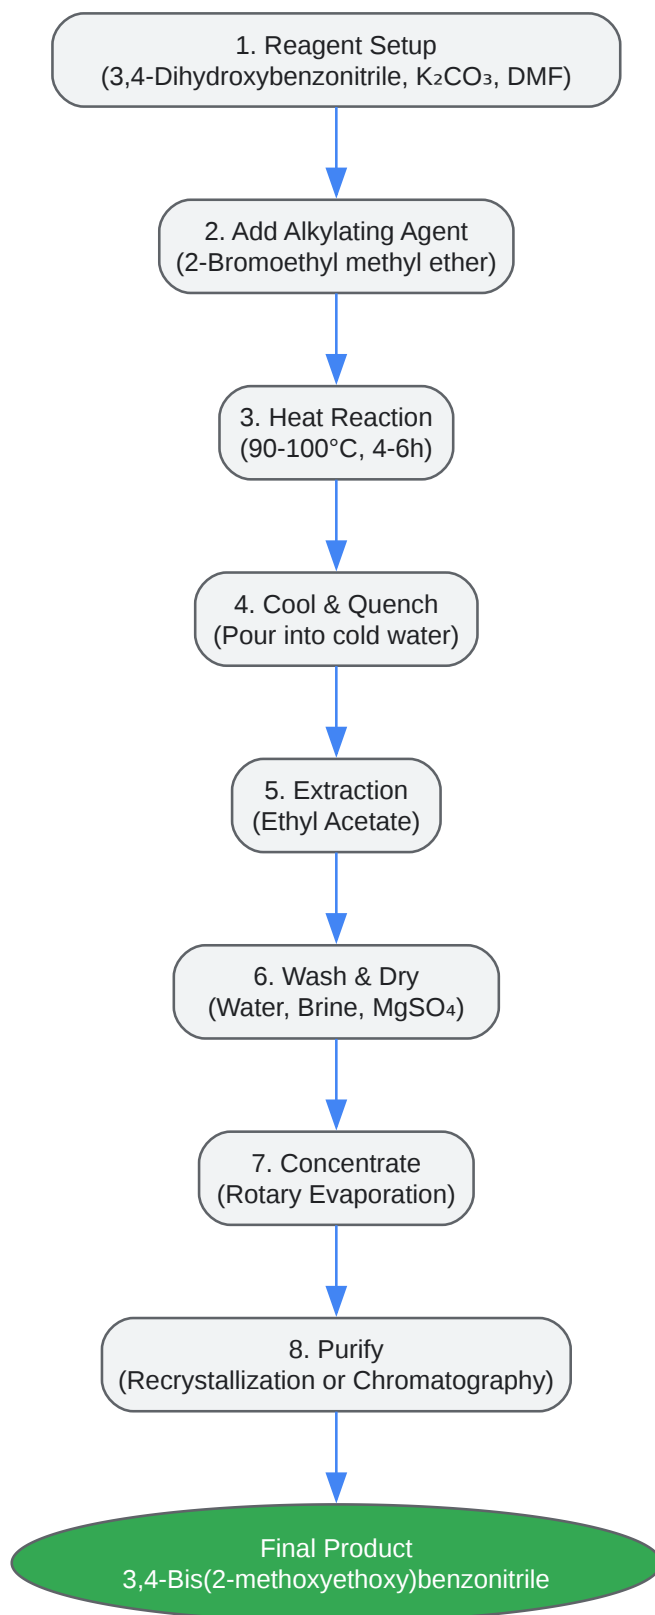 1. Reagent Setup
(3,4-Dihydroxybenzonitrile, K₂CO₃, DMF)
2. Add Alkylating Agent
(2-Bromoethyl methyl ether)
3. Heat Reaction
(90-100°C, 4-6h)
4. Cool & Quench
(Pour into cold water)
5. Extraction
(Ethyl Acetate)
6. Wash & Dry
(Water, Brine, MgSO₄)
7. Concentrate
(Rotary Evaporation)
8. Purify
(Recrystallization or Chromatography)
Final Product
3,4-Bis(2-methoxyethoxy)benzonitrile